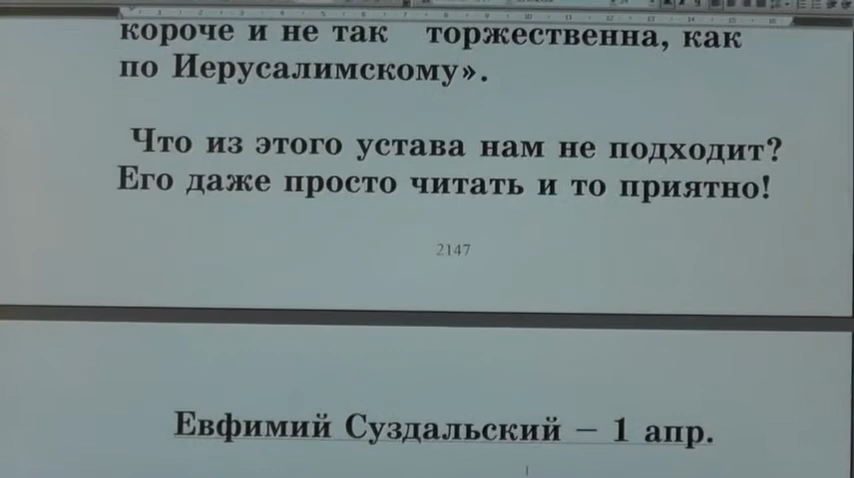 короче и не так торжественна, как
по Иерусалимскому».
Что из этого устава нам не подходит?
Его даже просто читать и то приятно!
2147
Евфимий Суздальский – 1 апр.